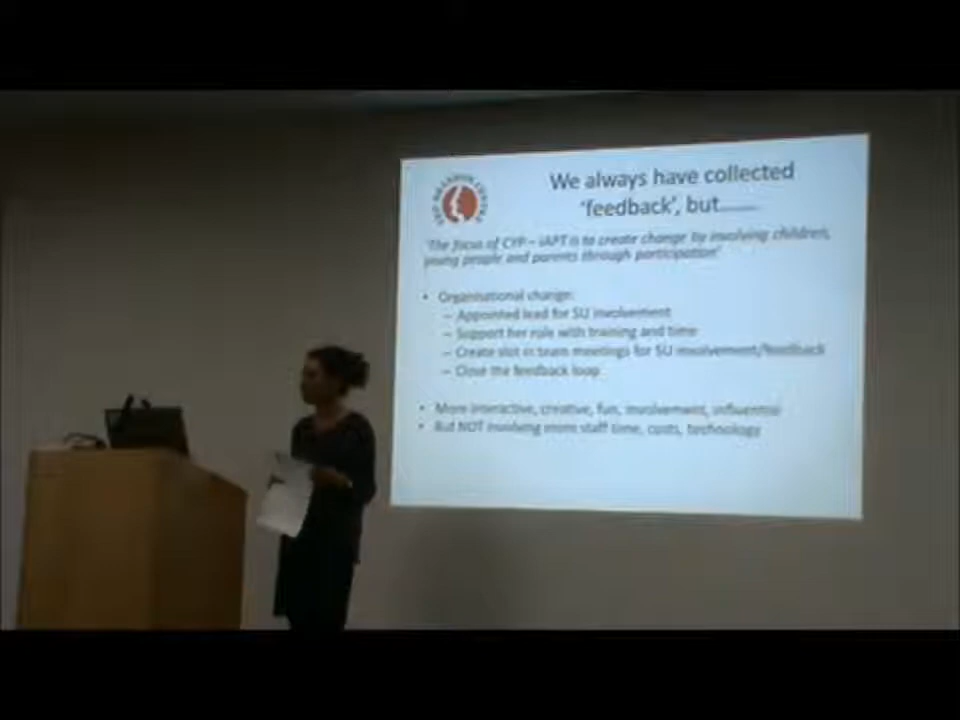 THE BRANDON CENTRE
We always have collected
'feedback', but......
'The focus of CYP – IAPT is to create change by involving children,
young people and parents through participation'
• Organisational change:
– Appointed lead for SU involvement
– Support her role with training and time
– Create slot in team meetings for SU involvement/feedback
– Close the feedback loop
• More interactive, creative, fun, involvement, influential
• But NOT involving more staff time, costs, technology